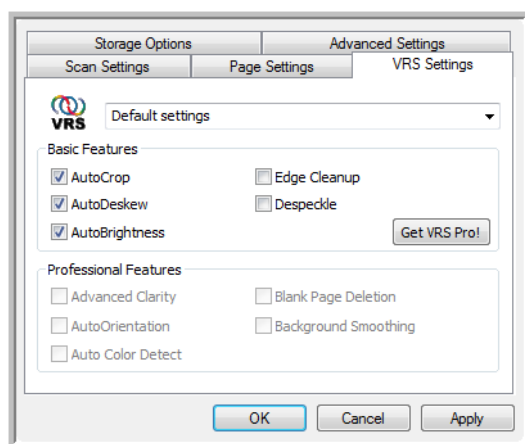 Storage Options Advanced Settings
Scan Settings Page Settings VRS Settings
VRS Default settings
Basic Features
AutoCrop Edge Cleanup
AutoDeskew Despeckle
AutoBrightness Get VRS Pro!
Professional Features
Advanced Clarity Blank Page Deletion
AutoOrientation Background Smoothing
Auto Color Detect
OK Cancel Apply